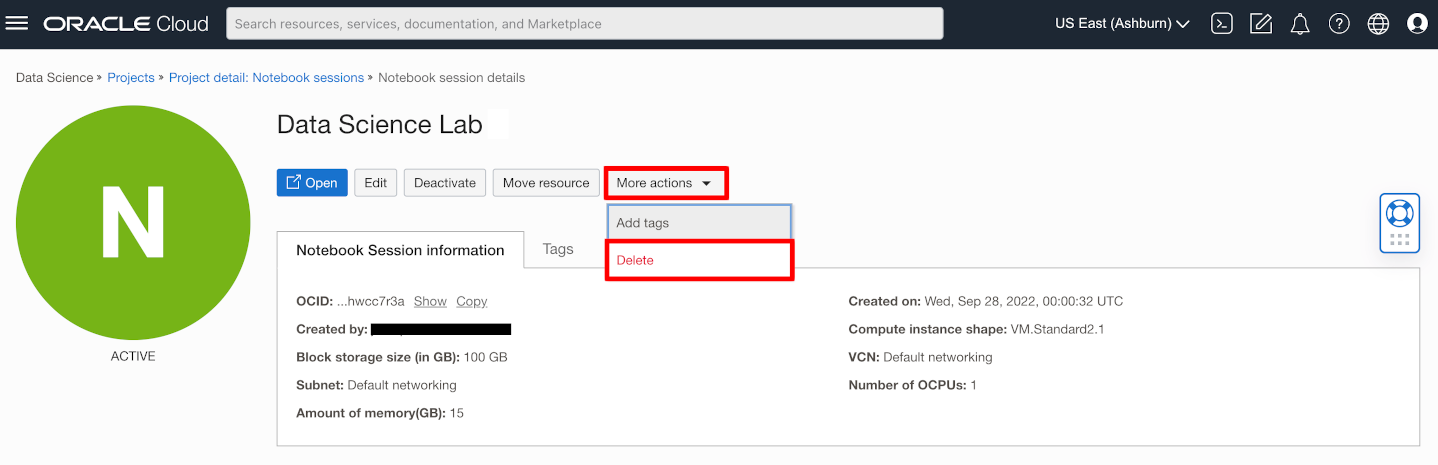 ORACLE Cloud
Search resources, services, documentation, and Marketplace
US East (Ashburn)
Data Science » Projects » Project detail: Notebook sessions » Notebook session details
N
ACTIVE
Data Science Lab
Open
Edit
Deactivate
Move resource
More actions
Add tags
Delete
Notebook Session information
Tags
OCID: ...hwcc7r3a Show Copy
Created by:
Block storage size (in GB): 100 GB
Subnet: Default networking
Amount of memory(GB): 15
Created on: Wed, Sep 28, 2022, 00:00:32 UTC
Compute instance shape: VM.Standard2.1
VCN: Default networking
Number of OCPUs: 1